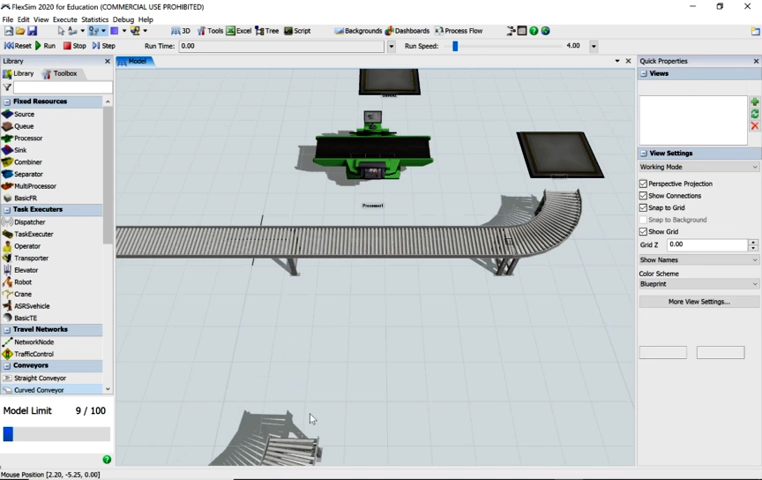 FlexSim 2020 for Education (COMMERCIAL USE PROHIBITED)
File Edit View Execute Statistics Debug Help
3D Tools Excel Tree Script Backgrounds Dashboards Process Flow
Reset Run Stop Step Run Time: 0.00 Run Speed: 4.00
Library
Library Toolbox
Fixed Resources
Source
Queue
Processor
Sink
Combiner
Separator
MultiProcessor
BasicFR
Task Executers
Dispatcher
TaskExecuter
Operator
Transporter
Elevator
Robot
Crane
ASRSvehicle
BasicTE
Travel Networks
NetworkNode
TrafficControl
Conveyors
Straight Conveyor
Curved Conveyor
Model Limit 9 / 100
Mouse Position [2.20, -5.25, 0.00]
Model
Processor1
Quick Properties
Views
View Settings
Working Mode
Perspective Projection
Show Connections
Snap to Grid
Snap to Background
Show Grid
Grid Z 0.00
Show Names
Color Scheme
Blueprint
More View Settings...